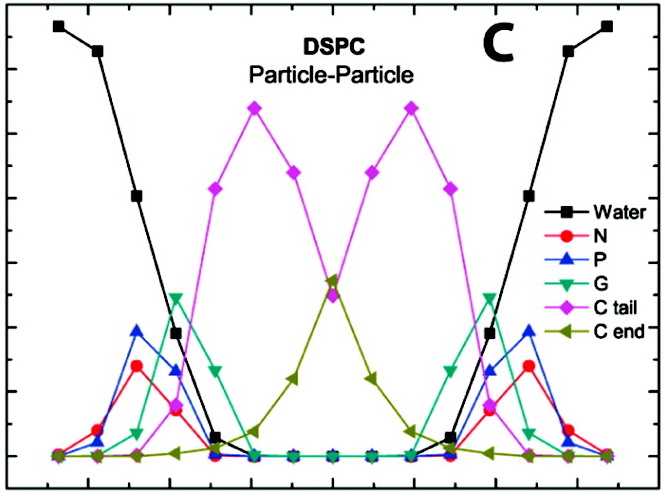 DSPC
C
Particle-Particle
Water
N
P
G
C tail
C end